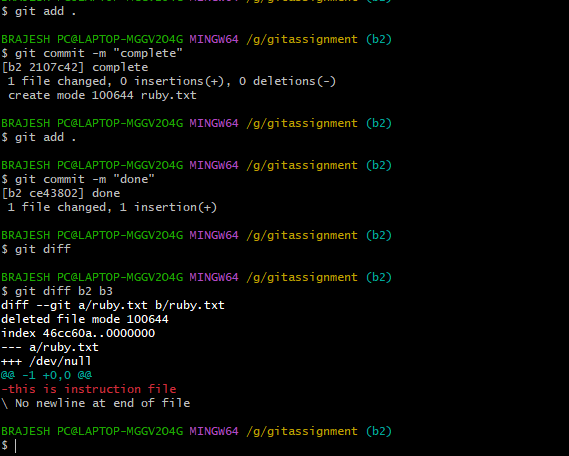 $ git add .
BRAJESH PC@LAPTOP-MGGV2O4G MINGW64 /g/gitassignment (b2)
$ git commit -m "complete"
[b2 2107c42] complete
 1 file changed, 0 insertions(+), 0 deletions(-)
 create mode 100644 ruby.txt
BRAJESH PC@LAPTOP-MGGV2O4G MINGW64 /g/gitassignment (b2)
$ git add .
BRAJESH PC@LAPTOP-MGGV2O4G MINGW64 /g/gitassignment (b2)
$ git commit -m "done"
[b2 ce43802] done
 1 file changed, 1 insertion(+)
BRAJESH PC@LAPTOP-MGGV2O4G MINGW64 /g/gitassignment (b2)
$ git diff
BRAJESH PC@LAPTOP-MGGV2O4G MINGW64 /g/gitassignment (b2)
$ git diff b2 b3
diff --git a/ruby.txt b/ruby.txt
deleted file mode 100644
index 46cc60a..0000000
--- a/ruby.txt
+++ /dev/null
@@ -1 +0,0 @@
-this is instruction file
\ No newline at end of file
BRAJESH PC@LAPTOP-MGGV2O4G MINGW64 /g/gitassignment (b2)
$